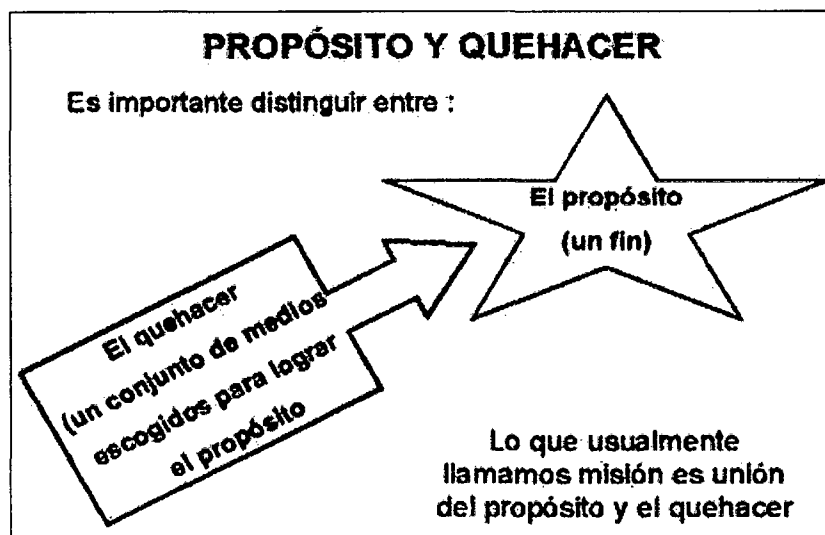 PROPÓSITO Y QUEHACER
Es importante distinguir entre :
El propósito
(un fin)
El quehacer
(un conjunto de medios
escogidos para lograr
el propósito
Lo que usualmente
llamamos misión es unión
del propósito y el quehacer